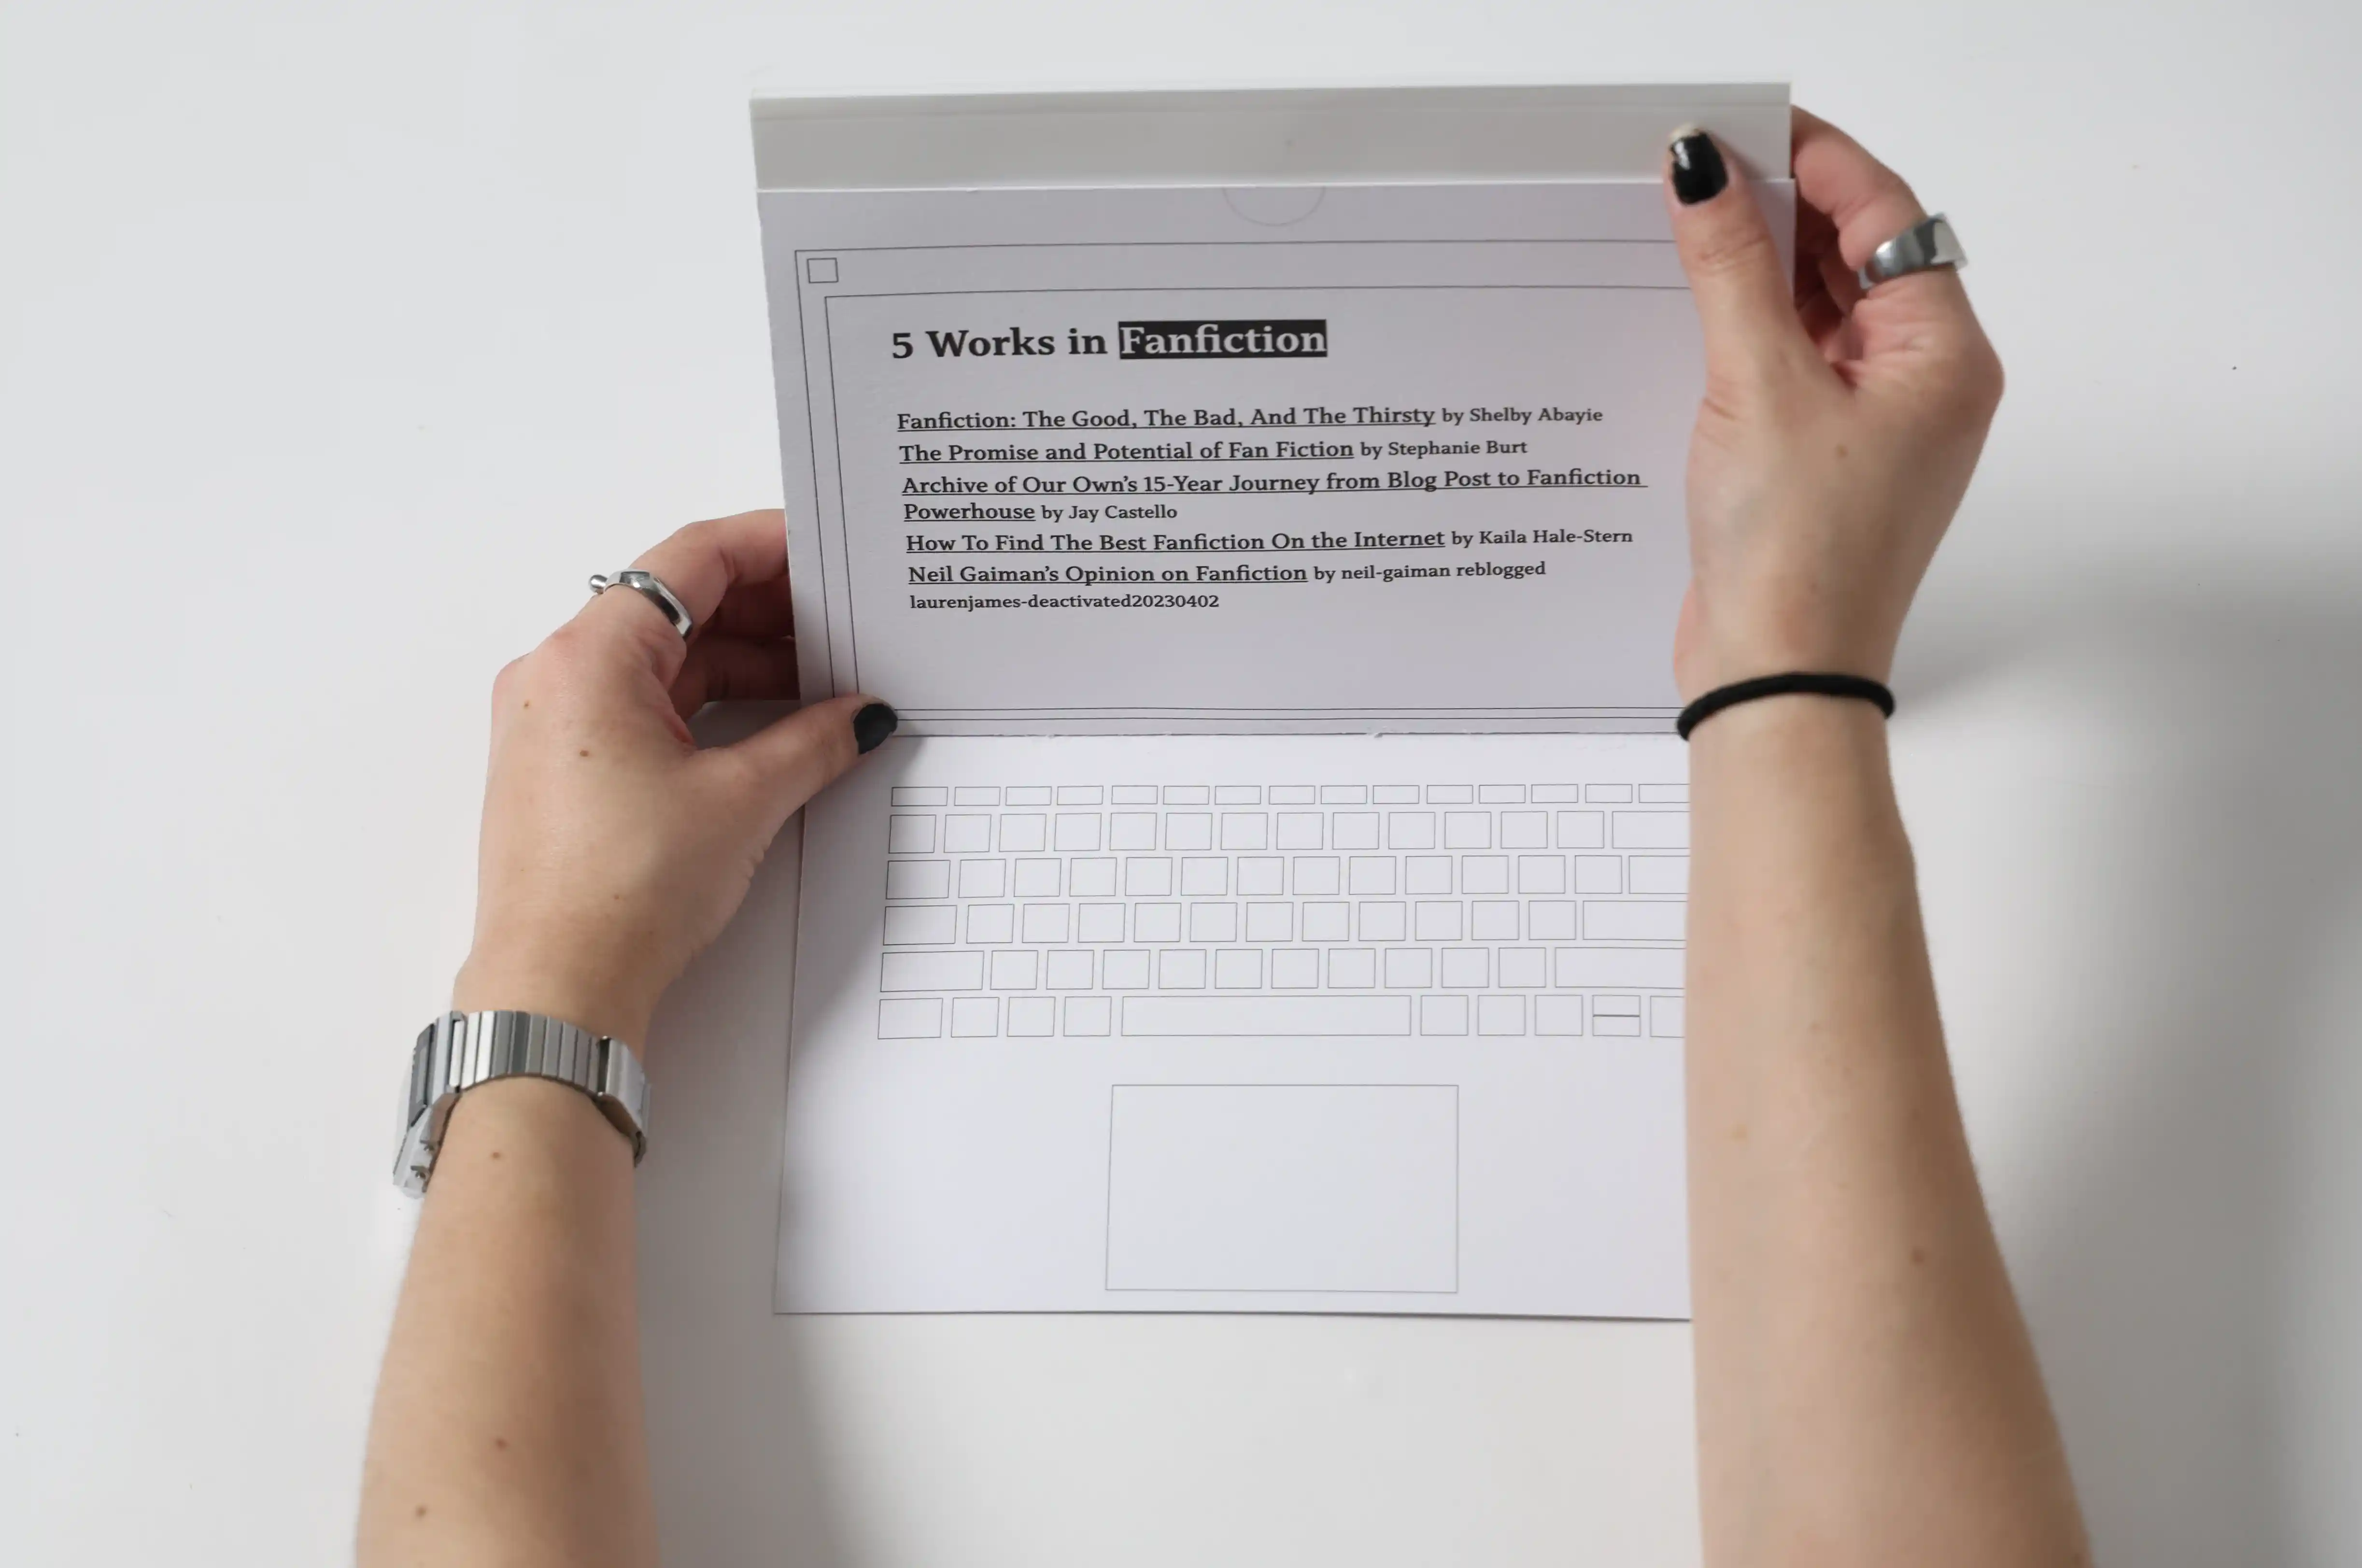 5 Works in Fanfiction
Fanfiction: The Good, The Bad, And The Thirsty by Shelby Abayie
The Promise and Potential of Fan Fiction by Stephanie Burt
Archive of Our Own’s 15-Year Journey from Blog Post to Fanfiction
Powerhouse by Jay Castello
How To Find The Best Fanfiction On the Internet by Kaila Hale-Stern
Neil Gaiman’s Opinion on Fanfiction by neil-gaiman reblogged
laurenjames-deactivated20230402